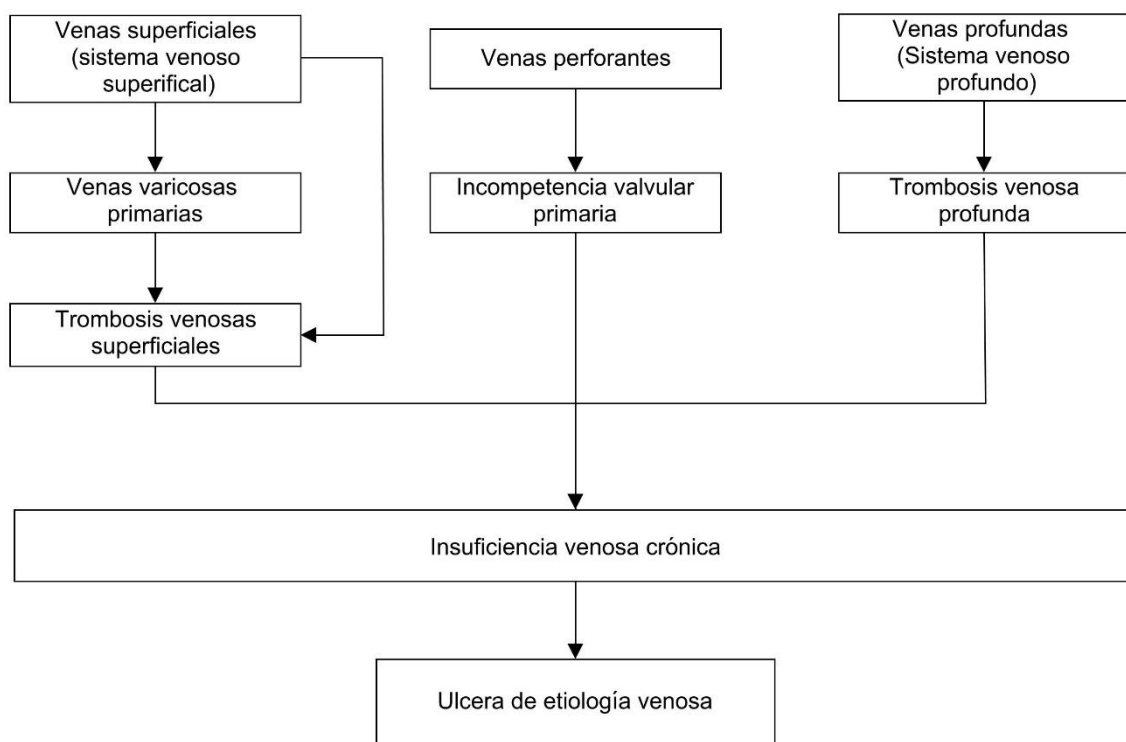 Venas superficiales
(sistema venoso
superifical)
Venas perforantes
Venas profundas
(Sistema venoso
profundo)
Venas varicosas
primarias
Incompetencia valvular
primaria
Trombosis venosa
profunda
Trombosis venosas
superficiales
Insuficiencia venosa crónica
Ulcera de etiología venosa